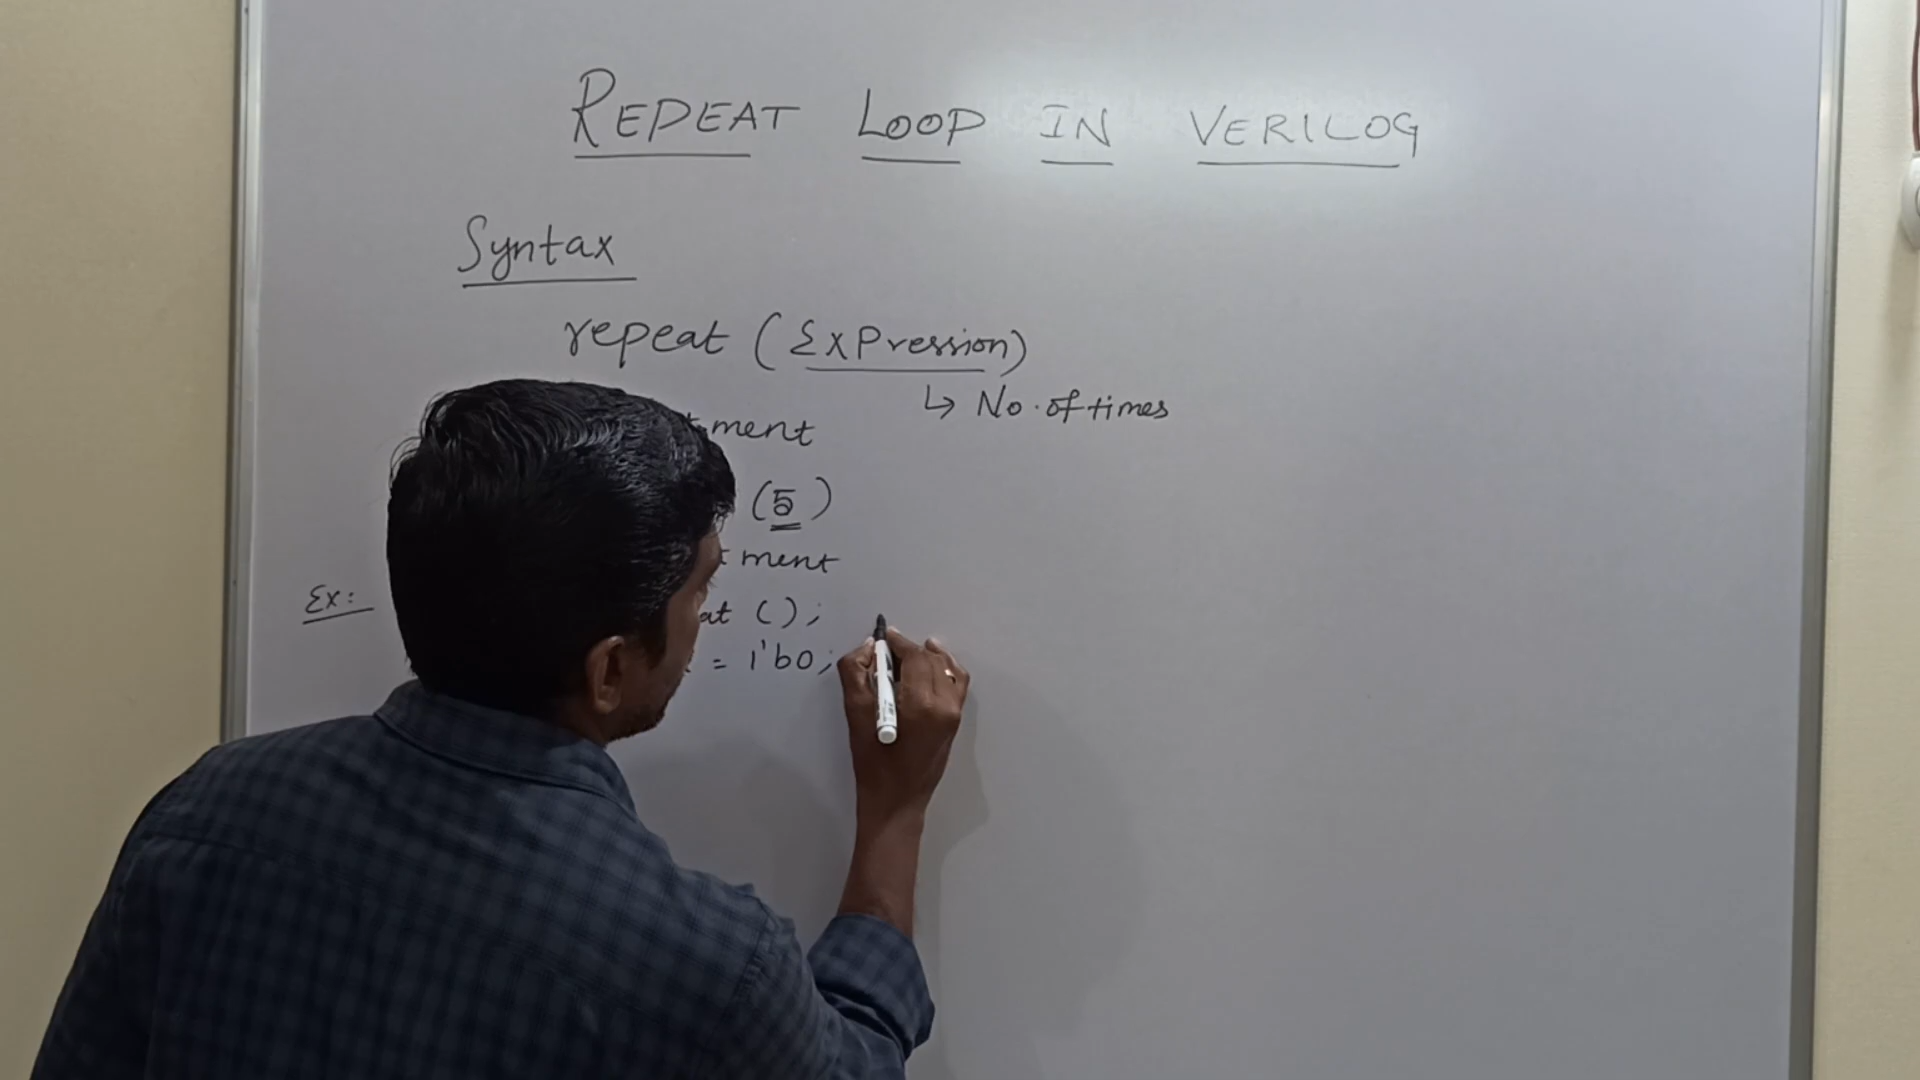 REPEAT LOOP IN VERILOG
Syntax
repeat (Expression)
↳ No. of times
ment
(5)
ment
Ex: at ();
= 1'b0;